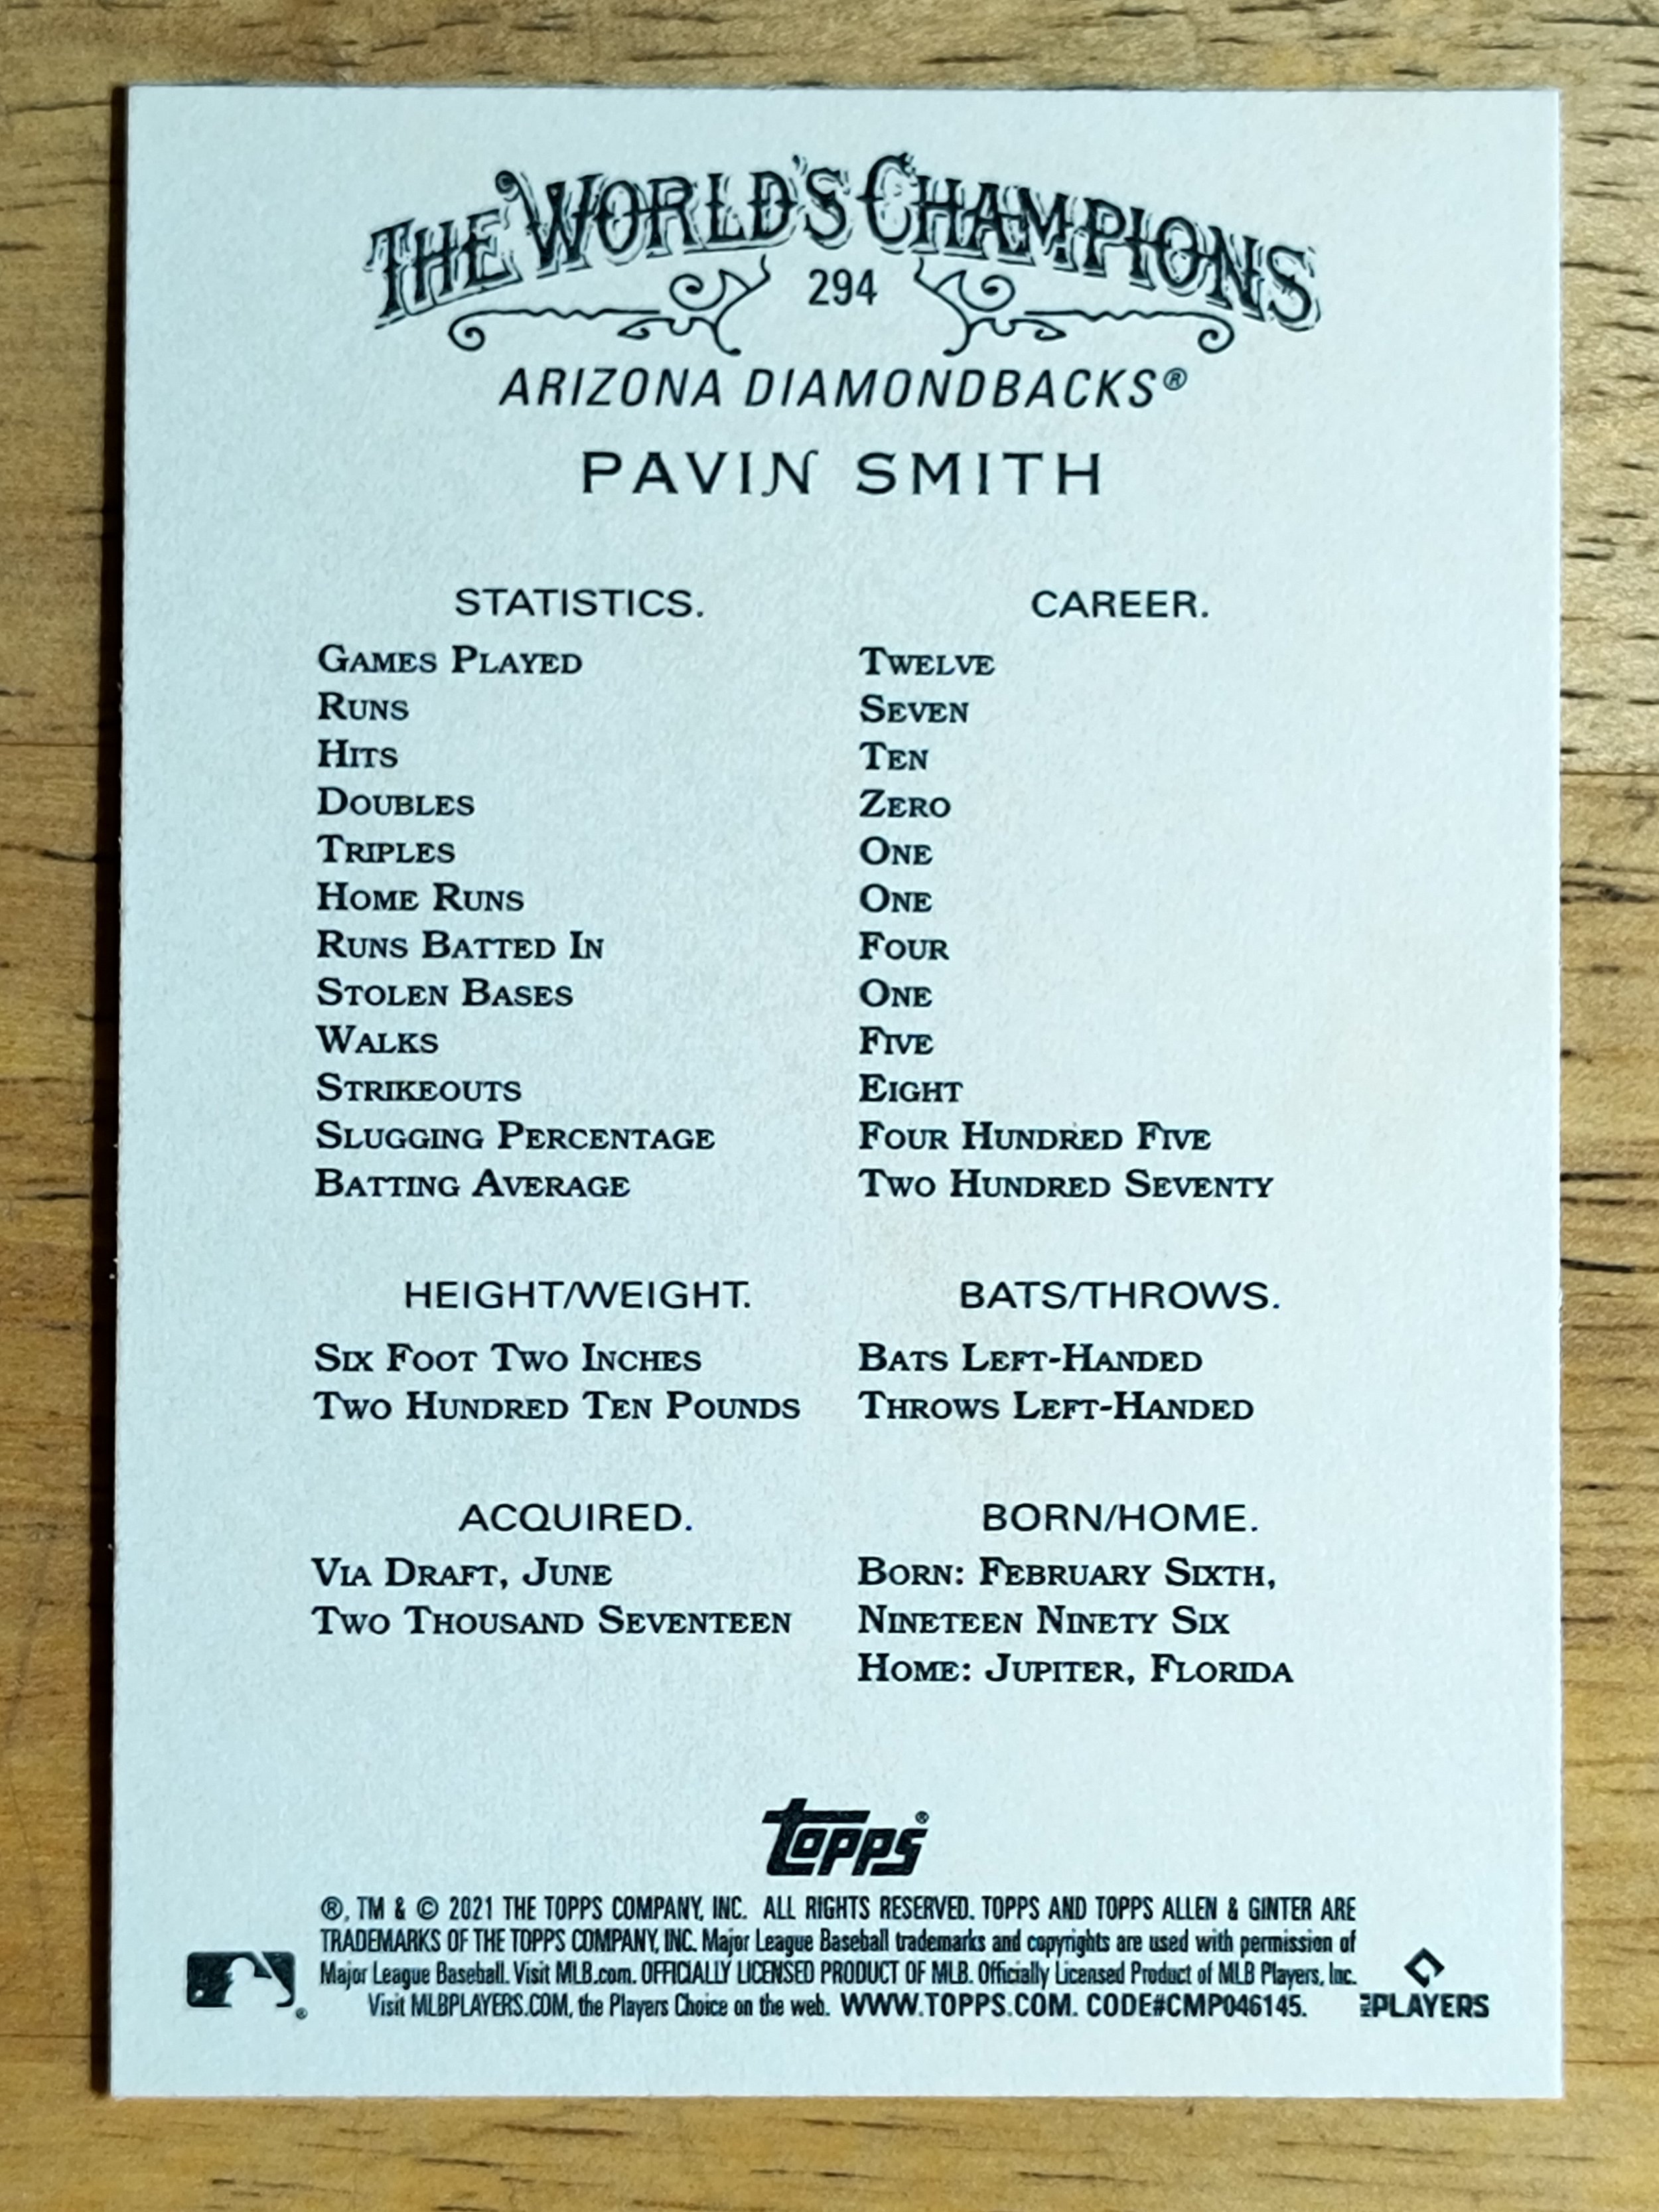 THE WORLD'S CHAMPIONS
294
ARIZONA DIAMONDBACKS®
PAVIN SMITH
STATISTICS. CAREER.
GAMES PLAYED TWELVE
RUNS SEVEN
HITS TEN
DOUBLES ZERO
TRIPLES ONE
HOME RUNS ONE
RUNS BATTED IN FOUR
STOLEN BASES ONE
WALKS FIVE
STRIKEOUTS EIGHT
SLUGGING PERCENTAGE FOUR HUNDRED FIVE
BATTING AVERAGE TWO HUNDRED SEVENTY
HEIGHT/WEIGHT. BATS/THROWS.
SIX FOOT TWO INCHES BATS LEFT-HANDED
TWO HUNDRED TEN POUNDS THROWS LEFT-HANDED
ACQUIRED. BORN/HOME.
VIA DRAFT, JUNE BORN: FEBRUARY SIXTH,
TWO THOUSAND SEVENTEEN NINETEEN NINETY SIX
HOME: JUPITER, FLORIDA
topps®
®, TM & © 2021 THE TOPPS COMPANY, INC. ALL RIGHTS RESERVED. TOPPS AND TOPPS ALLEN & GINTER ARE
TRADEMARKS OF THE TOPPS COMPANY, INC. Major League Baseball trademarks and copyrights are used with permission of
Major League Baseball. Visit MLB.com. OFFICIALLY LICENSED PRODUCT OF MLB. Officially Licensed Product of MLB Players, Inc.
Visit MLBPLAYERS.COM, the Players Choice on the web. WWW.TOPPS.COM. CODE#CMP046145.
®
MLB PLAYERS